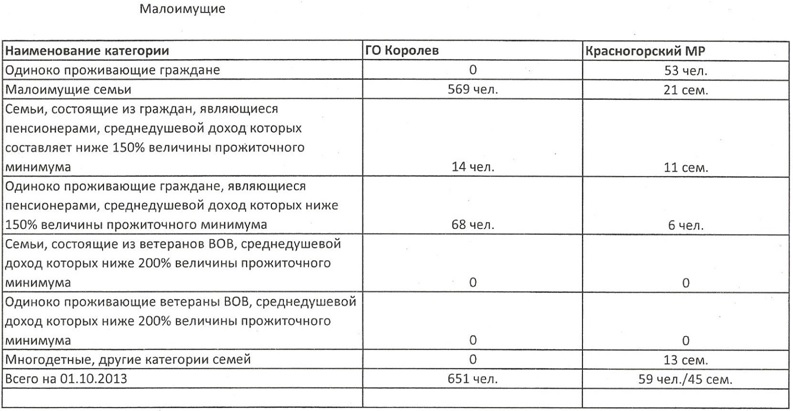 Малоимущие
Наименование категории ГО Королев Красногорский МР
Одиноко проживающие граждане 0 53 чел.
Малоимущие семьи 569 чел. 21 сем.
Семьи, состоящие из граждан, являющиеся
пенсионерами, среднедушевой доход которых
составляет ниже 150% величины прожиточного
минимума 14 чел. 11 сем.
Одиноко проживающие граждане, являющиеся
пенсионерами, среднедушевой доход которых ниже
150% величины прожиточного минимума 68 чел. 6 чел.
Семьи, состоящие из ветеранов ВОВ, среднедушевой
доход которых ниже 200% величины прожиточного
минимума 0 0
Одиноко проживающие ветераны ВОВ, среднедушевой
доход которых ниже 200% величины прожиточного
минимума 0 0
Многодетные, другие категории семей 0 13 сем.
Всего на 01.10.2013 651 чел. 59 чел./45 сем.